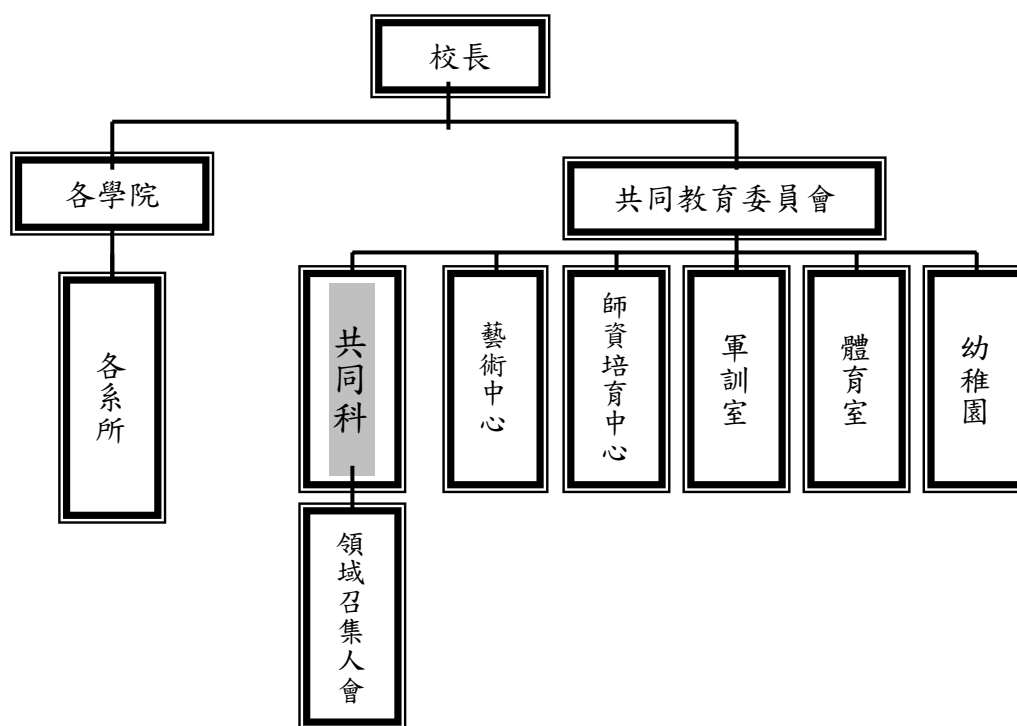 校長
各學院
共同教育委員會
各系所
共同科
藝術中心
師資培育中心
軍訓室
體育室
幼稚園
領域召集人會